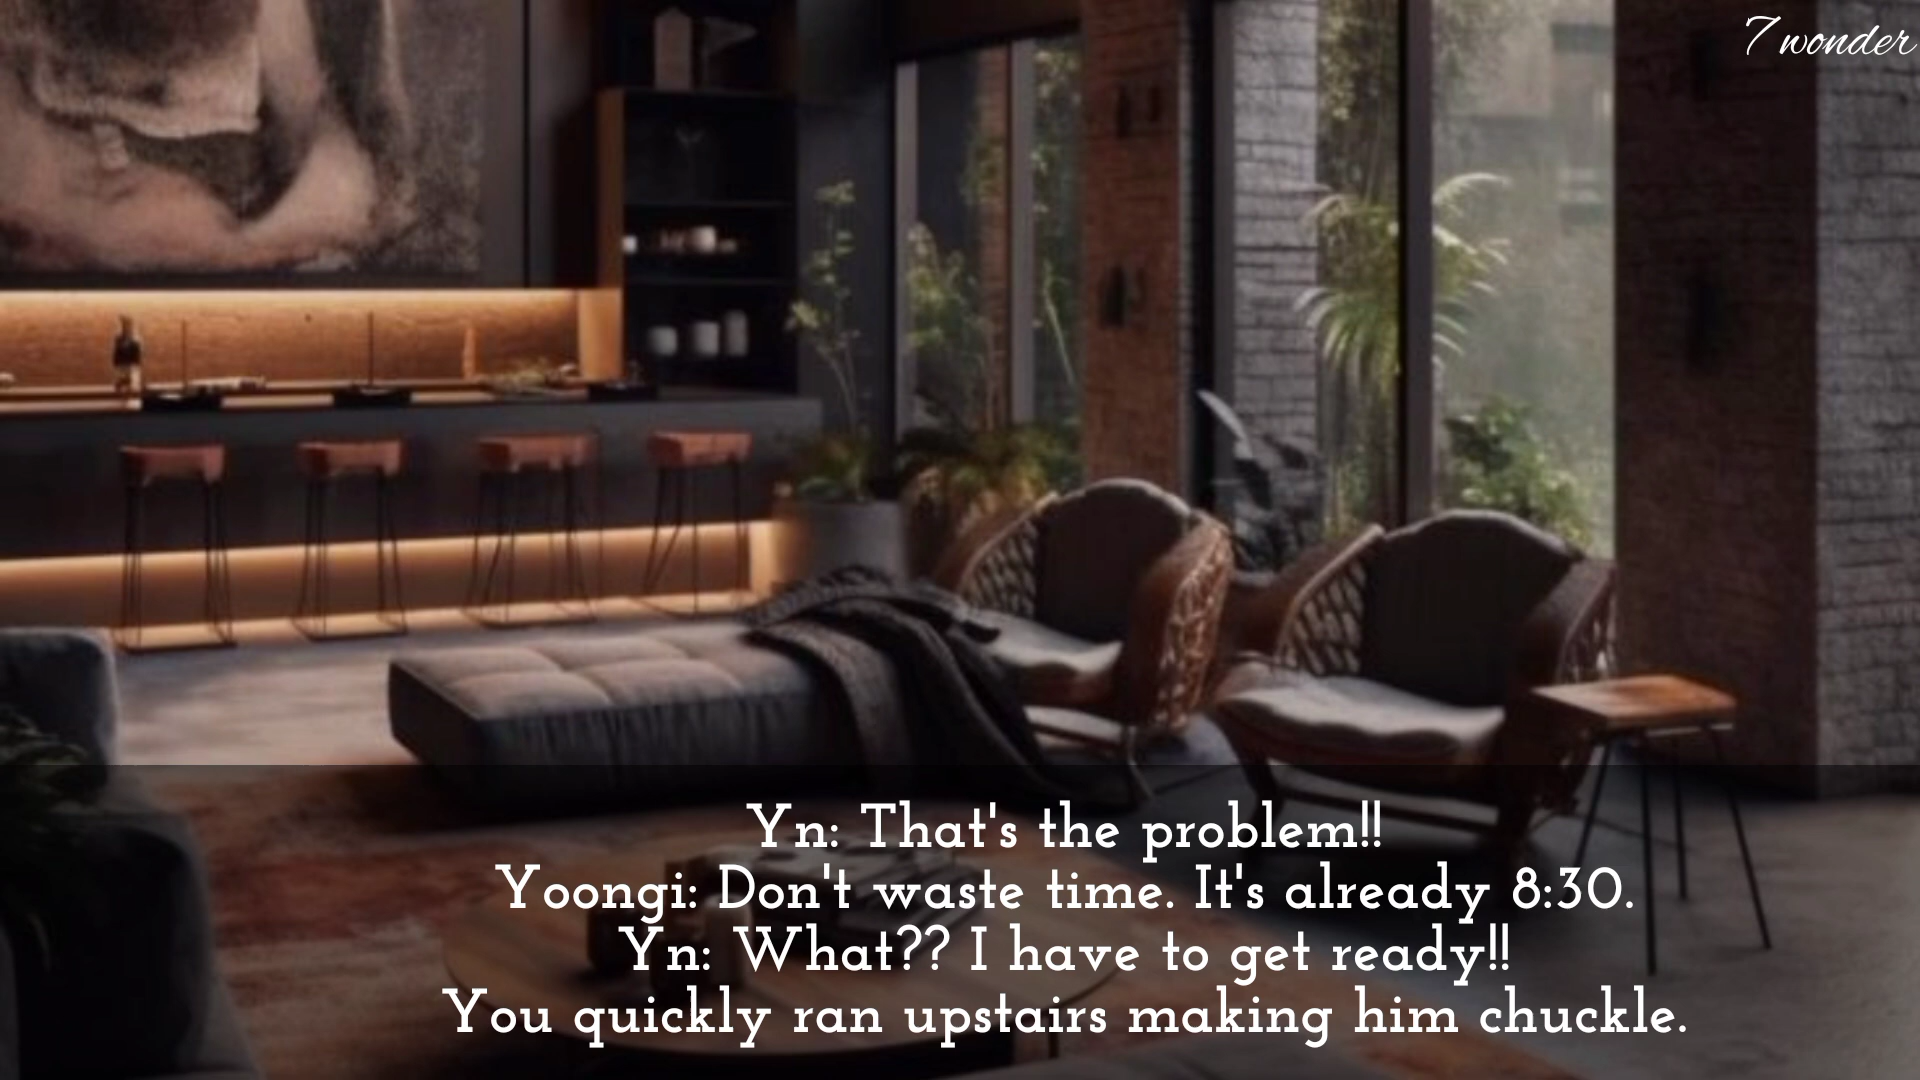 7 wonder
Yn: That's the problem!!
Yoongi: Don't waste time. It's already 8:30.
Yn: What?? I have to get ready!!
You quickly ran upstairs making him chuckle.